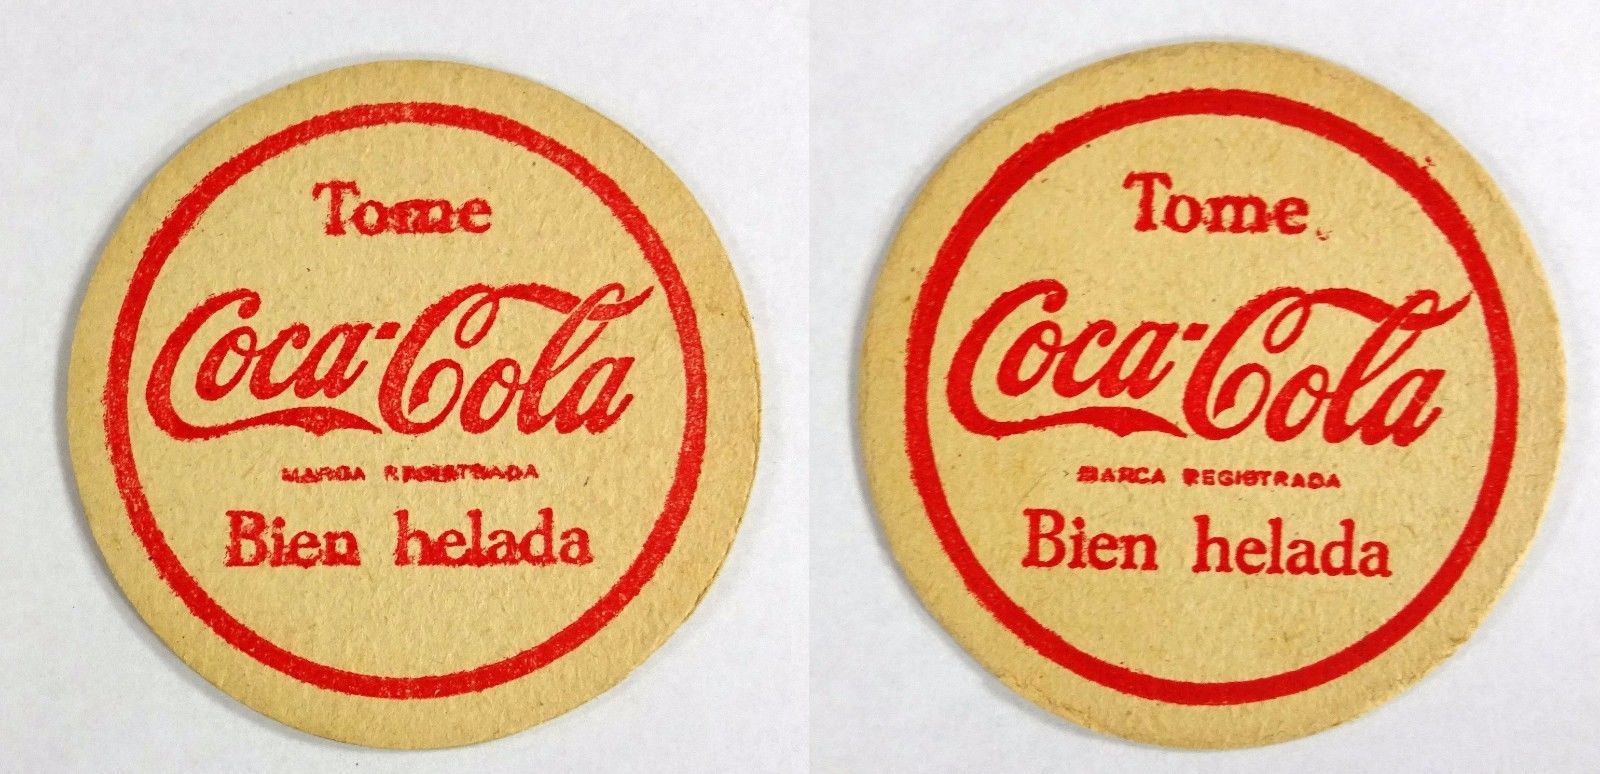 Tome
Coca-Cola
MARCA REGISTRADA
Bien helada
Tome
Coca-Cola
MARCA REGISTRADA
Bien helada